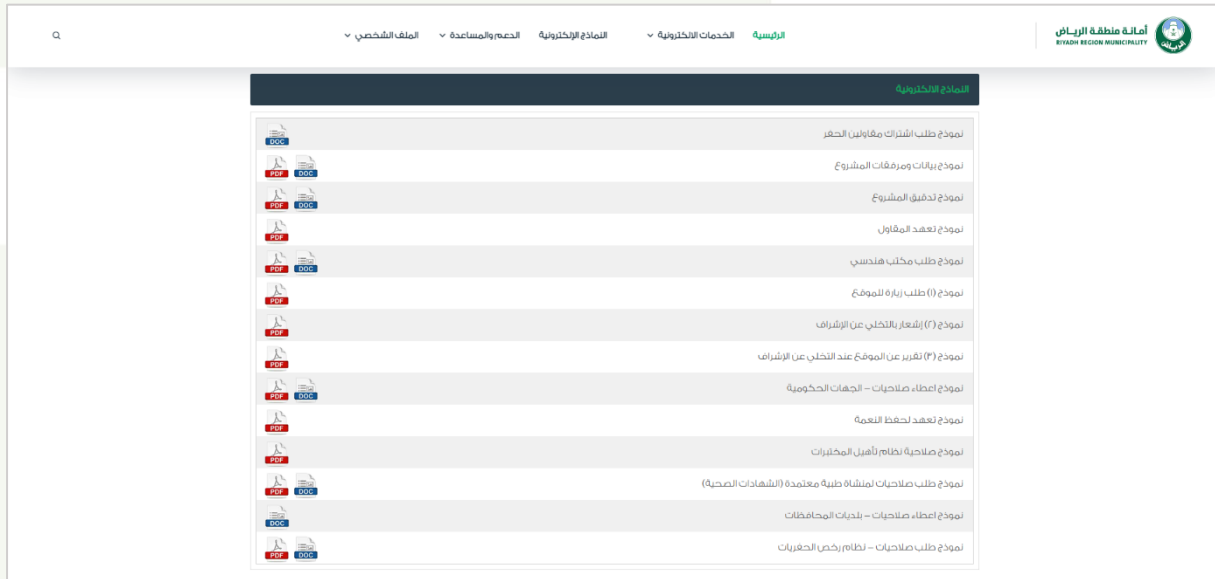 أمانة منطقة الرياض
RIYADH REGION MUNICIPALITY
الرياض
الرئيسية
الخدمات الالكترونية
النماذج الإلكترونية
الدعم والمساعدة
الملف الشخصي
النماذج الالكترونية
نموذج طلب اشتراك مقاولين الحفر
DOC
نموذج بيانات ومرفقات المشروع
DOC PDF
نموذج تدقيق المشروع
DOC PDF
نموذج تعهد المقاول
PDF
نموذج طلب مكتب هندسي
DOC PDF
نموذج (١) طلب زيارة للموقع
PDF
نموذج (٢) إشعار بالتخلي عن الإشراف
PDF
نموذج (٣) تقرير عن الموقع عند التخلي عن الإشراف
PDF
نموذج اعطاء صلاحيات – الجهات الحكومية
DOC PDF
نموذج تعهد لحفظ النعمة
PDF
نموذج صلاحية نظام تأهيل المختبرات
PDF
نموذج طلب صلاحيات لمنشاة طبية معتمدة (الشهادات الصحية)
DOC PDF
نموذج اعطاء صلاحيات – بلديات المحافظات
DOC
نموذج طلب صلاحيات – نظام رخص الحفريات
DOC PDF